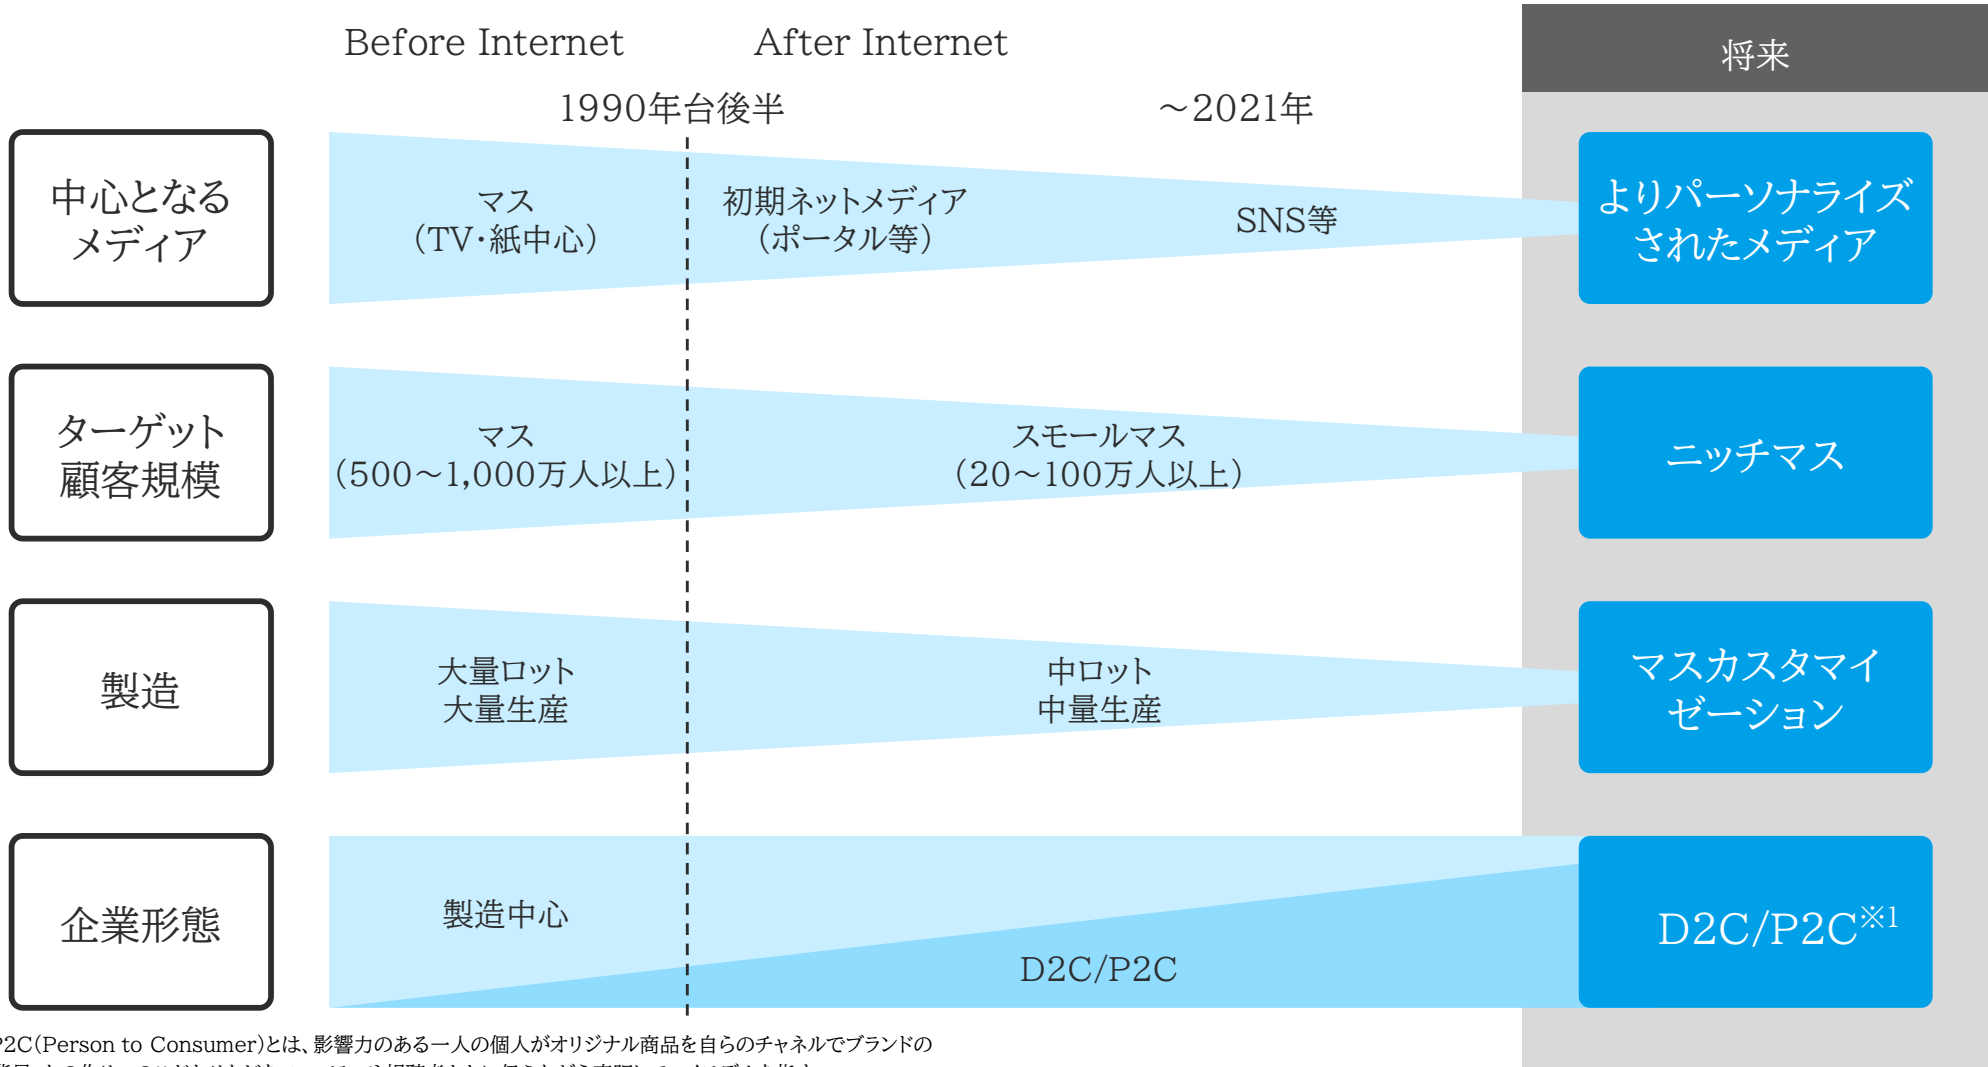 Before Internet
After Internet
将来
1990年台後半
～2021年
中心となる
メディア
マス
（TV・紙中心）
初期ネットメディア
（ポータル等）
SNS等
よりパーソナライズ
されたメディア
ターゲット
顧客規模
マス
（500～1,000万人以上）
スモールマス
（20～100万人以上）
ニッチマス
製造
大量ロット
大量生産
中ロット
中量生産
マスカスタマイ
ゼーション
企業形態
製造中心
D2C/P2C
D2C/P2C※1
P2C（Person to Consumer）とは、影響力のある一人の個人がオリジナル商品を自らのチャネルでブランドの